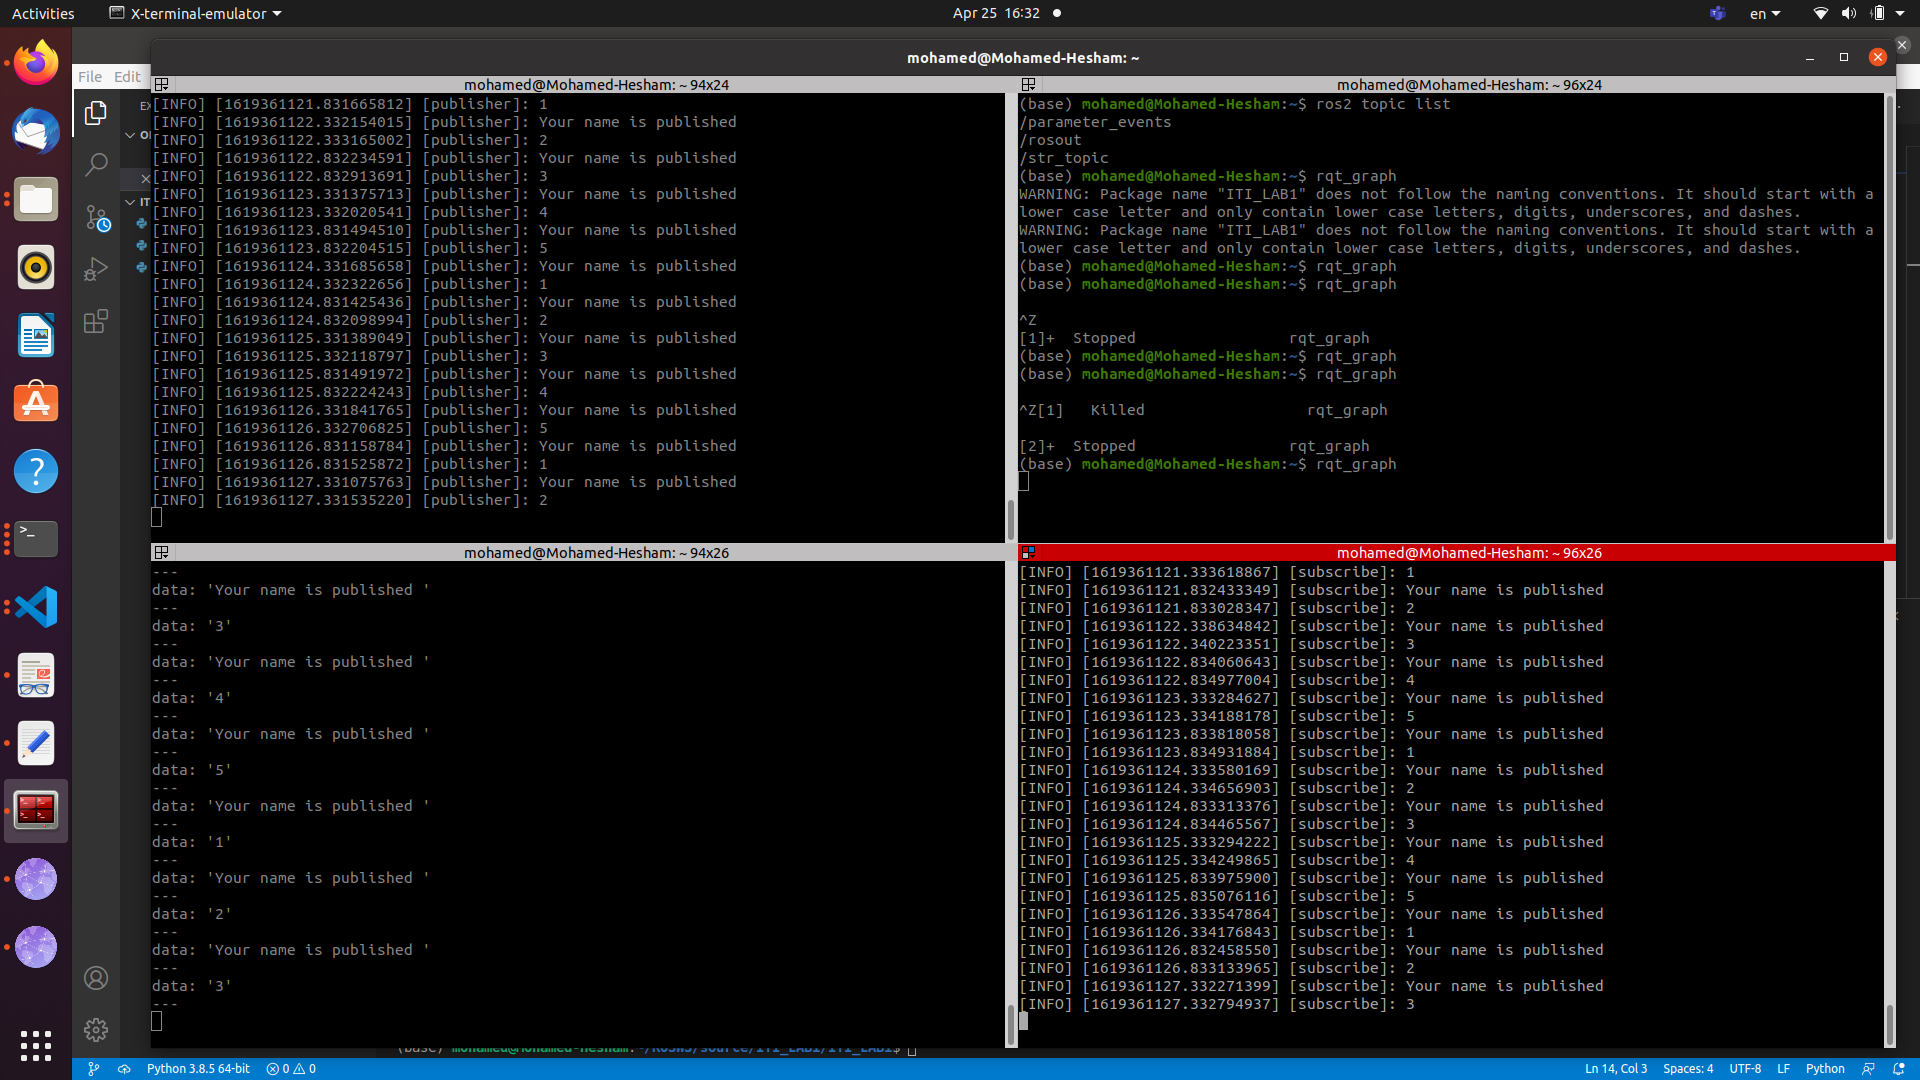 Activities
X-terminal-emulator
Apr 25 16:32
en
mohamed@Mohamed-Hesham: ~
File Edit
EX
OI
IT
mohamed@Mohamed-Hesham: ~ 94x24
[INFO] [1619361121.831665812] [publisher]: 1
[INFO] [1619361122.332154015] [publisher]: Your name is published
[INFO] [1619361122.333165002] [publisher]: 2
[INFO] [1619361122.832234591] [publisher]: Your name is published
[INFO] [1619361122.832913691] [publisher]: 3
[INFO] [1619361123.331375713] [publisher]: Your name is published
[INFO] [1619361123.332020541] [publisher]: 4
[INFO] [1619361123.831494510] [publisher]: Your name is published
[INFO] [1619361123.832204515] [publisher]: 5
[INFO] [1619361124.331685658] [publisher]: Your name is published
[INFO] [1619361124.332322656] [publisher]: 1
[INFO] [1619361124.831425436] [publisher]: Your name is published
[INFO] [1619361124.832098994] [publisher]: 2
[INFO] [1619361125.331389049] [publisher]: Your name is published
[INFO] [1619361125.332118797] [publisher]: 3
[INFO] [1619361125.831491972] [publisher]: Your name is published
[INFO] [1619361125.832224243] [publisher]: 4
[INFO] [1619361126.331841765] [publisher]: Your name is published
[INFO] [1619361126.332706825] [publisher]: 5
[INFO] [1619361126.831158784] [publisher]: Your name is published
[INFO] [1619361126.831525872] [publisher]: 1
[INFO] [1619361127.331075763] [publisher]: Your name is published
[INFO] [1619361127.331535220] [publisher]: 2
mohamed@Mohamed-Hesham: ~ 96x24
(base) mohamed@Mohamed-Hesham:~$ ros2 topic list
/parameter_events
/rosout
/str_topic
(base) mohamed@Mohamed-Hesham:~$ rqt_graph
WARNING: Package name "ITI_LAB1" does not follow the naming conventions. It should start with a
lower case letter and only contain lower case letters, digits, underscores, and dashes.
WARNING: Package name "ITI_LAB1" does not follow the naming conventions. It should start with a
lower case letter and only contain lower case letters, digits, underscores, and dashes.
(base) mohamed@Mohamed-Hesham:~$ rqt_graph
(base) mohamed@Mohamed-Hesham:~$ rqt_graph
^Z
[1]+  Stopped                 rqt_graph
(base) mohamed@Mohamed-Hesham:~$ rqt_graph
(base) mohamed@Mohamed-Hesham:~$ rqt_graph
^Z[1]   Killed                  rqt_graph
[2]+  Stopped                 rqt_graph
(base) mohamed@Mohamed-Hesham:~$ rqt_graph
mohamed@Mohamed-Hesham: ~ 94x26
---
data: 'Your name is published '
---
data: '3'
---
data: 'Your name is published '
---
data: '4'
---
data: 'Your name is published '
---
data: '5'
---
data: 'Your name is published '
---
data: '1'
---
data: 'Your name is published '
---
data: '2'
---
data: 'Your name is published '
---
data: '3'
---
mohamed@Mohamed-Hesham: ~ 96x26
[INFO] [1619361121.333618867] [subscribe]: 1
[INFO] [1619361121.832433349] [subscribe]: Your name is published
[INFO] [1619361121.833028347] [subscribe]: 2
[INFO] [1619361122.338634842] [subscribe]: Your name is published
[INFO] [1619361122.340223351] [subscribe]: 3
[INFO] [1619361122.834060643] [subscribe]: Your name is published
[INFO] [1619361122.834977004] [subscribe]: 4
[INFO] [1619361123.333284627] [subscribe]: Your name is published
[INFO] [1619361123.334188178] [subscribe]: 5
[INFO] [1619361123.833818058] [subscribe]: Your name is published
[INFO] [1619361123.834931884] [subscribe]: 1
[INFO] [1619361124.333580169] [subscribe]: Your name is published
[INFO] [1619361124.334656903] [subscribe]: 2
[INFO] [1619361124.833313376] [subscribe]: Your name is published
[INFO] [1619361124.834465567] [subscribe]: 3
[INFO] [1619361125.333294222] [subscribe]: Your name is published
[INFO] [1619361125.334249865] [subscribe]: 4
[INFO] [1619361125.833975900] [subscribe]: Your name is published
[INFO] [1619361125.835076116] [subscribe]: 5
[INFO] [1619361126.333547864] [subscribe]: Your name is published
[INFO] [1619361126.334176843] [subscribe]: 1
[INFO] [1619361126.832458550] [subscribe]: Your name is published
[INFO] [1619361126.833133965] [subscribe]: 2
[INFO] [1619361127.332271399] [subscribe]: Your name is published
[INFO] [1619361127.332794937] [subscribe]: 3
Python 3.8.5 64-bit
0
0
Ln 14, Col 3
Spaces: 4
UTF-8
LF
Python